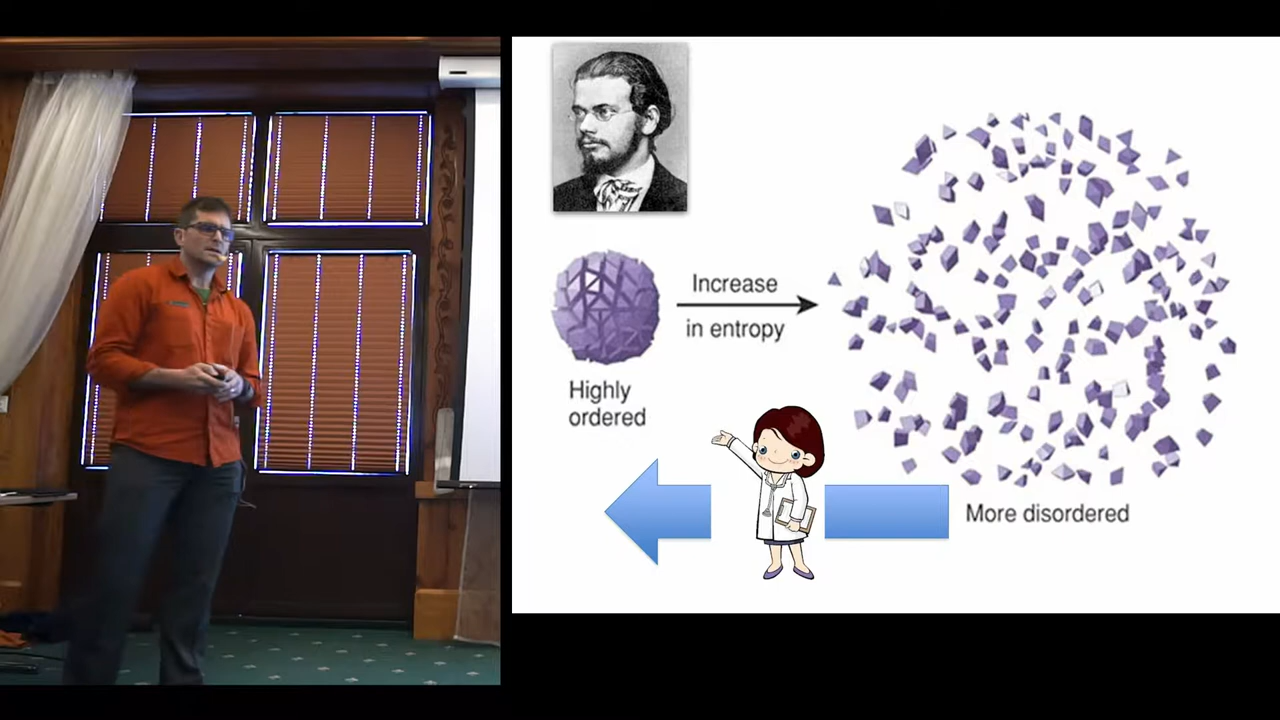 Increase
in entropy
Highly
ordered
More disordered